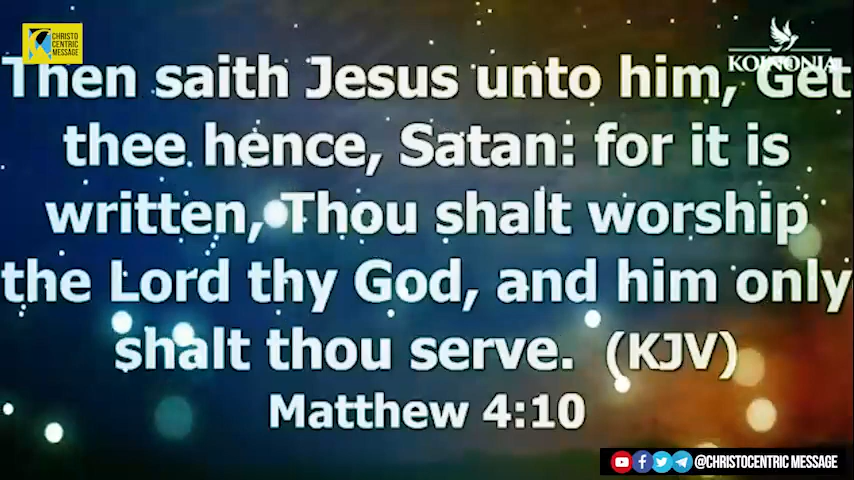 CHRISTO
CENTRIC
MESSAGE
KOINONIA
Then saith Jesus unto him, Get
thee hence, Satan: for it is
written, Thou shalt worship
the Lord thy God, and him only
shalt thou serve. (KJV)
Matthew 4:10
@CHRISTOCENTRIC MESSAGE